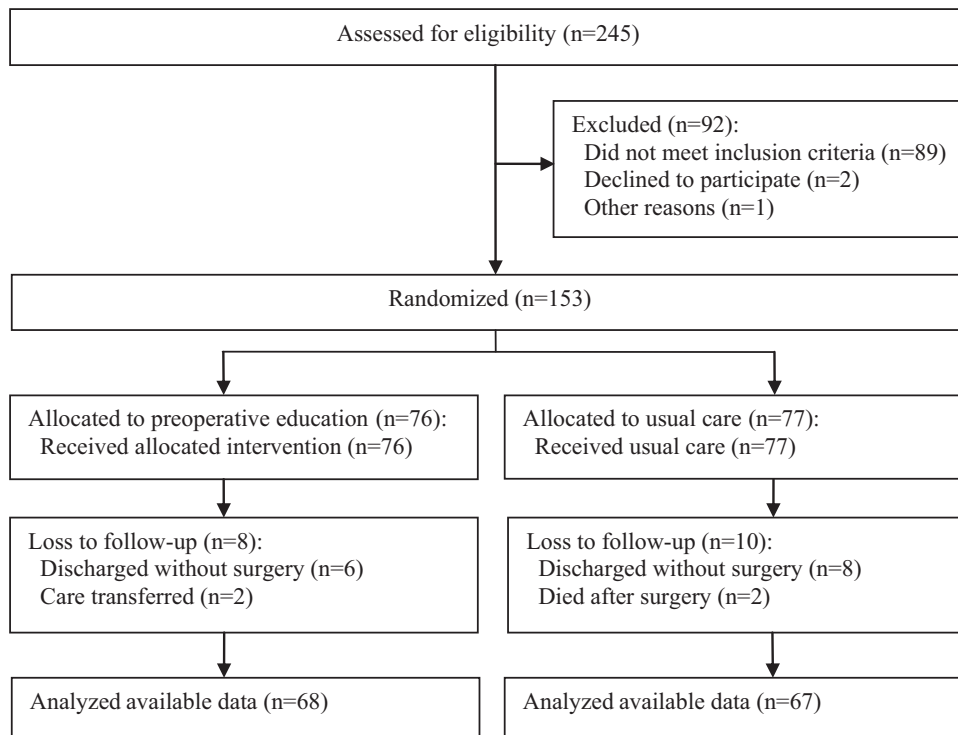 Assessed for eligibility (n=245)
Excluded (n=92):
Did not meet inclusion criteria (n=89)
Declined to participate (n=2)
Other reasons (n=1)
Randomized (n=153)
Allocated to preoperative education (n=76):
Received allocated intervention (n=76)
Allocated to usual care (n=77):
Received usual care (n=77)
Loss to follow-up (n=8):
Discharged without surgery (n=6)
Care transferred (n=2)
Loss to follow-up (n=10):
Discharged without surgery (n=8)
Died after surgery (n=2)
Analyzed available data (n=68)
Analyzed available data (n=67)